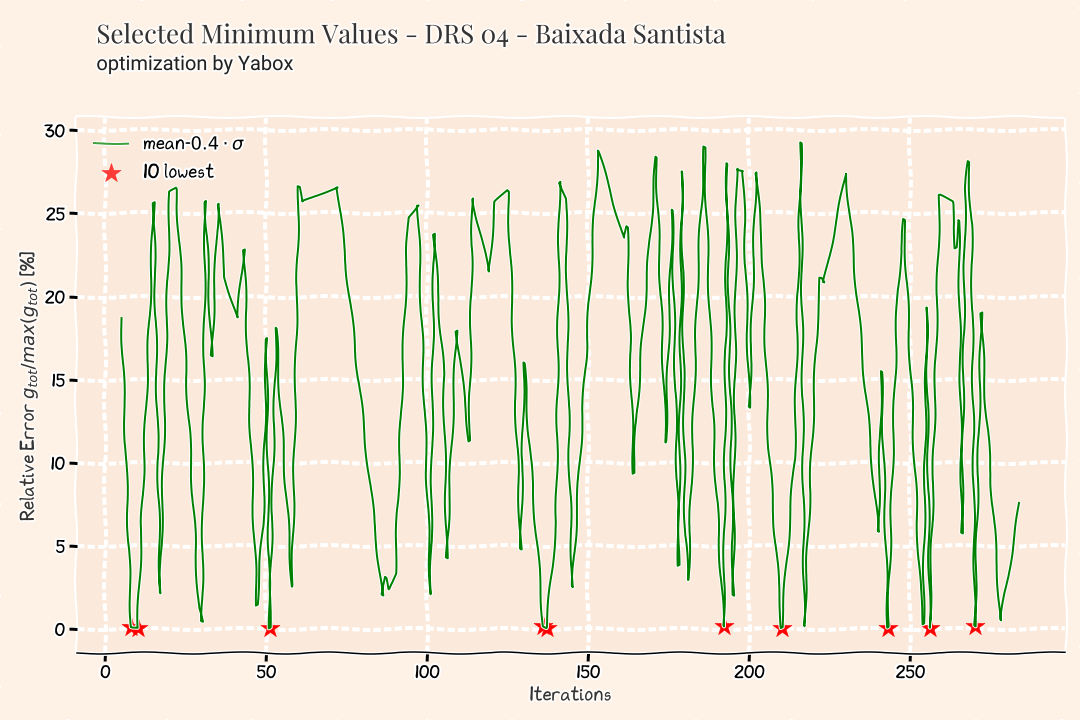 Selected Minimum Values - DRS 04 - Baixada Santista
optimization by Yabox
30
25
20
15
10
5
0
mean-0.4 · σ
10 lowest
Relative Error g_tot/max(g_tot) [%]
0 50 100 150 200 250
Iterations